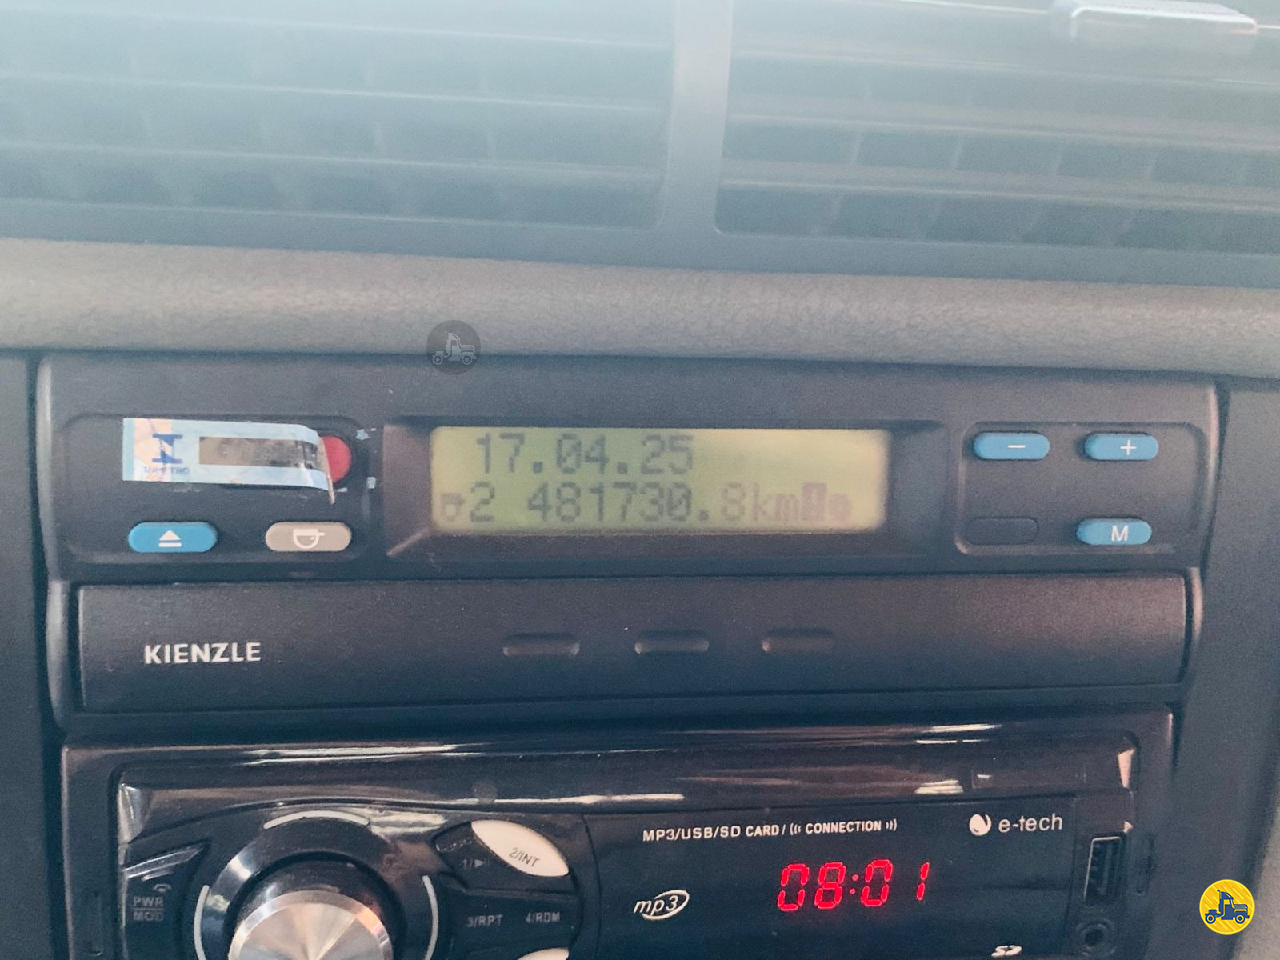 17.04.25
2 481730.8km
M
KIENZLE
MP3/USB/SD CARD/ ((( CONNECTION )))
e-tech
2/INT
1/▶
08:01
PWR
MOD
mp3
3/RPT
4/RDM